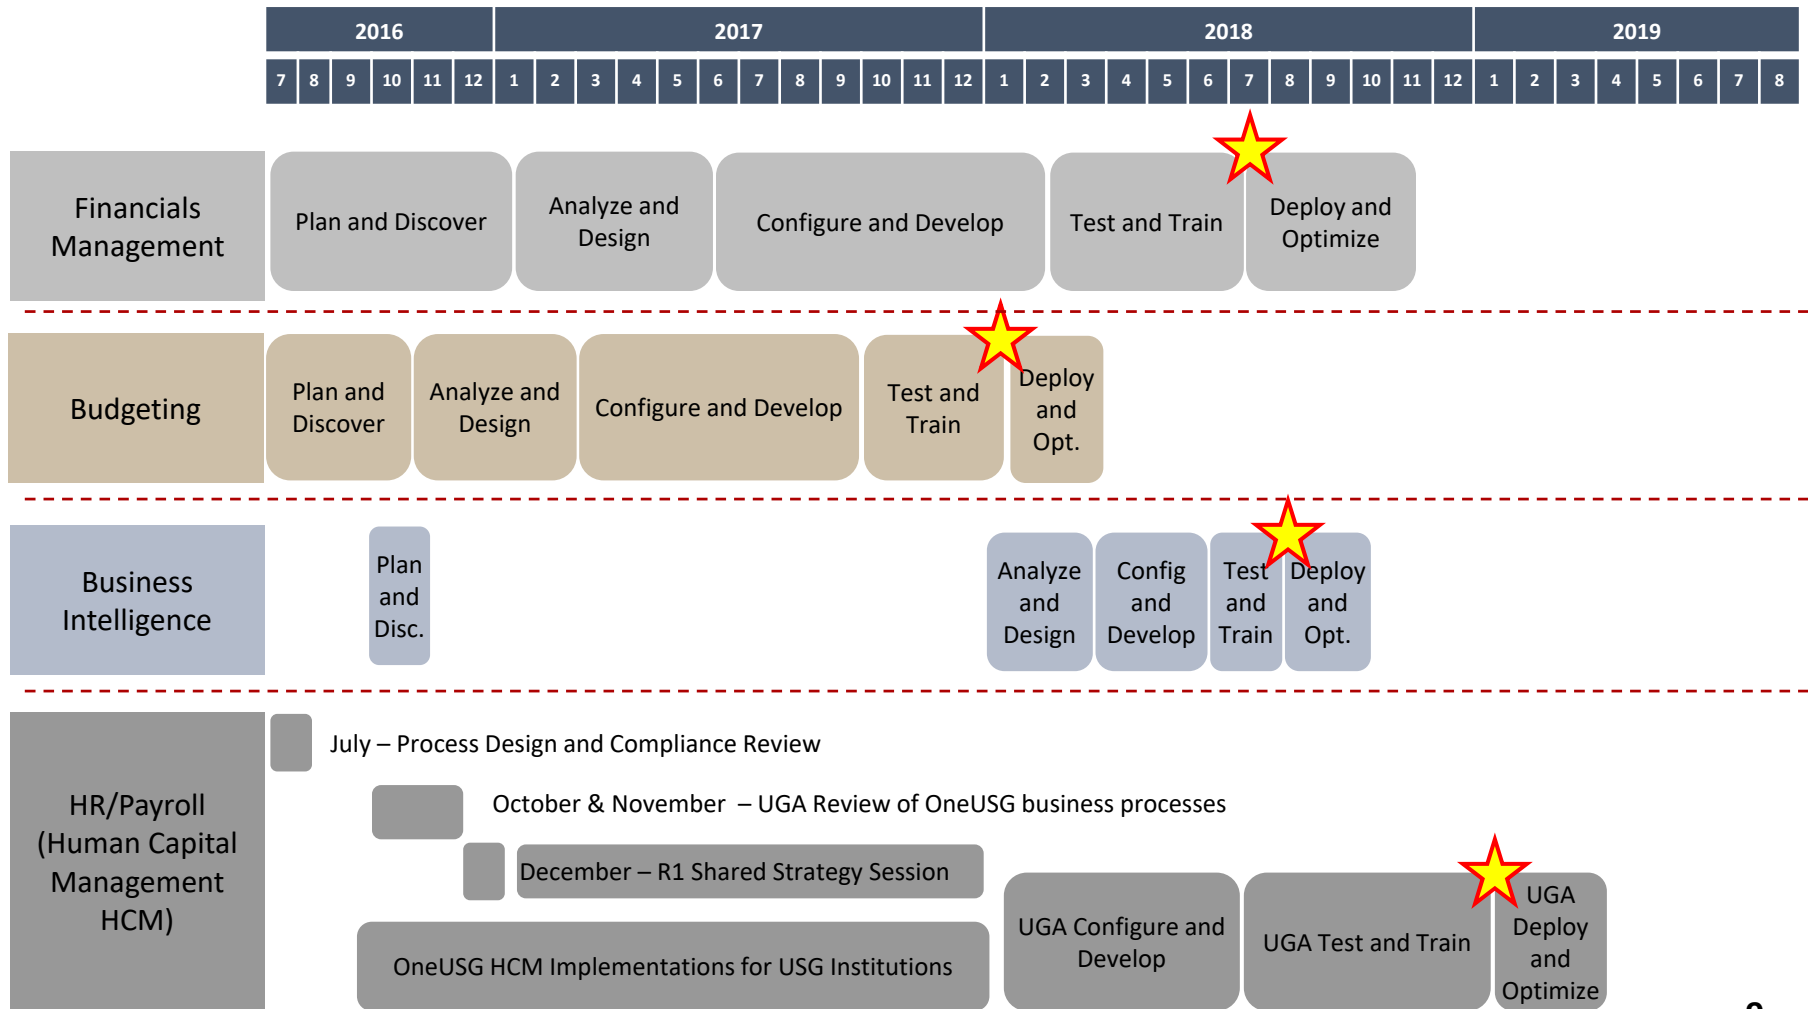 2016 2017 2018 2019
7 8 9 10 11 12 1 2 3 4 5 6 7 8 9 10 11 12 1 2 3 4 5 6 7 8 9 10 11 12 1 2 3 4 5 6 7 8
Financials
Management
Plan and Discover
Analyze and
Design
Configure and Develop
Test and Train
Deploy and
Optimize
Budgeting
Plan and
Discover
Analyze and
Design
Configure and Develop
Test and
Train
Deploy
and
Opt.
Business
Intelligence
Plan
and
Disc.
Analyze
and
Design
Config
and
Develop
Test
and
Train
Deploy
and
Opt.
HR/Payroll
(Human Capital
Management
HCM)
July – Process Design and Compliance Review
October & November – UGA Review of OneUSG business processes
December – R1 Shared Strategy Session
OneUSG HCM Implementations for USG Institutions
UGA Configure and
Develop
UGA Test and Train
UGA
Deploy
and
Optimize